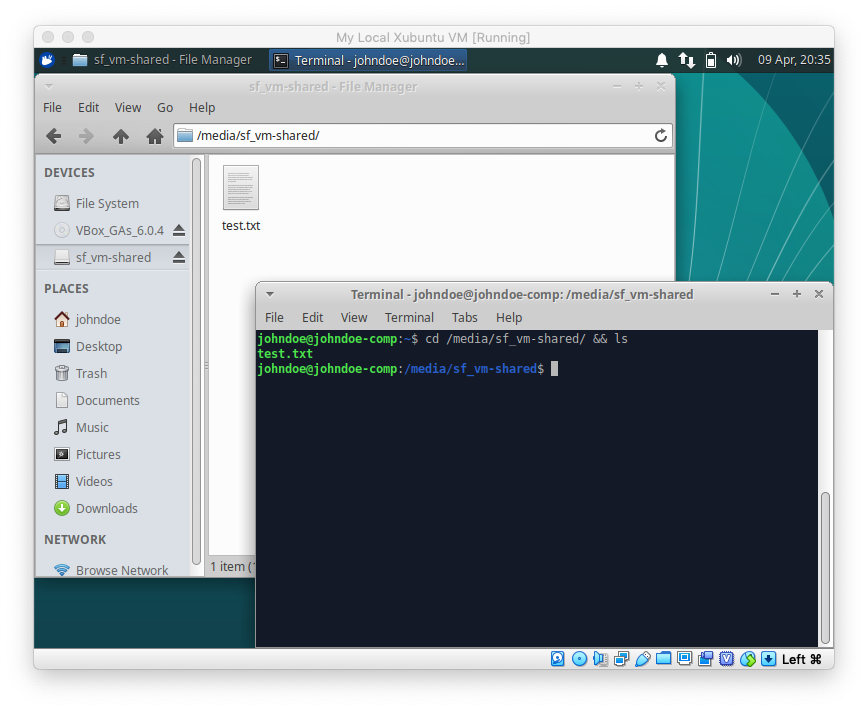 My Local Xubuntu VM [Running]
sf_vm-shared - File Manager
Terminal - johndoe@johndoe...
09 Apr, 20:35
sf_vm-shared - File Manager
File Edit View Go Help
/media/sf_vm-shared/
DEVICES
File System
VBox_GAs_6.0.4
sf_vm-shared
PLACES
johndoe
Desktop
Trash
Documents
Music
Pictures
Videos
Downloads
NETWORK
Browse Network
test.txt
1 item (
Terminal - johndoe@johndoe-comp: /media/sf_vm-shared
File Edit View Terminal Tabs Help
johndoe@johndoe-comp:~$ cd /media/sf_vm-shared/ && ls
test.txt
johndoe@johndoe-comp:/media/sf_vm-shared$
Left ⌘